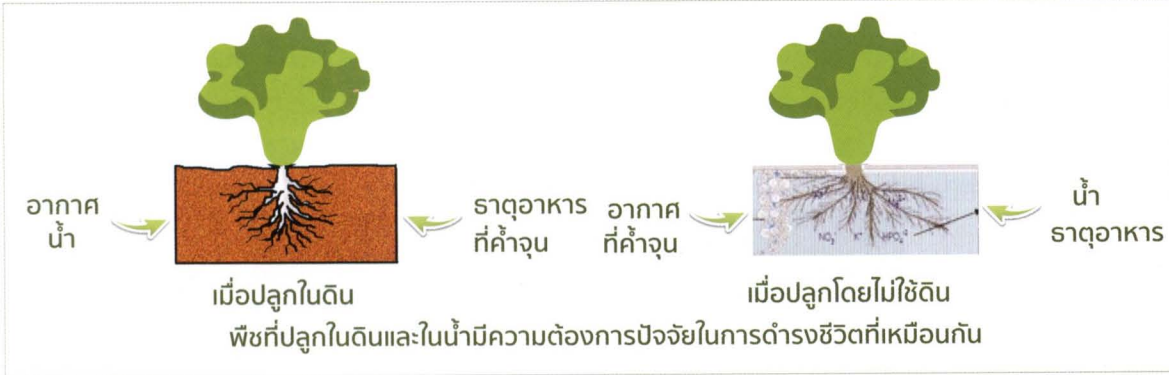 อากาศ
น้ำ
ธาตุอาหาร
ที่ค้ำจุน
เมื่อปลูกในดิน
อากาศ
ที่ค้ำจุน
NO₃ K⁺
น้ำ
ธาตุอาหาร
เมื่อปลูกโดยไม่ใช้ดิน
พืชที่ปลูกในดินและในน้ำมีความต้องการปัจจัยในการดำรงชีวิตที่เหมือนกัน